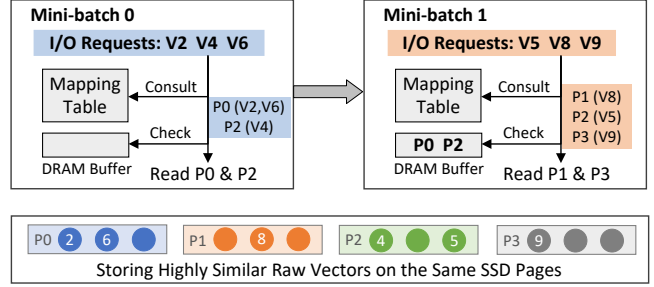 Mini-batch 0
I/O Requests: V2 V4 V6
Mapping
Table
Consult
P0 (V2,V6)
P2 (V4)
Check
DRAM Buffer
Read P0 & P2
Mini-batch 1
I/O Requests: V5 V8 V9
Mapping
Table
Consult
P1 (V8)
P2 (V5)
P3 (V9)
Check
P0 P2
DRAM Buffer
Read P1 & P3
P0 2 6
P1 8
P2 4 5
P3 9
Storing Highly Similar Raw Vectors on the Same SSD Pages